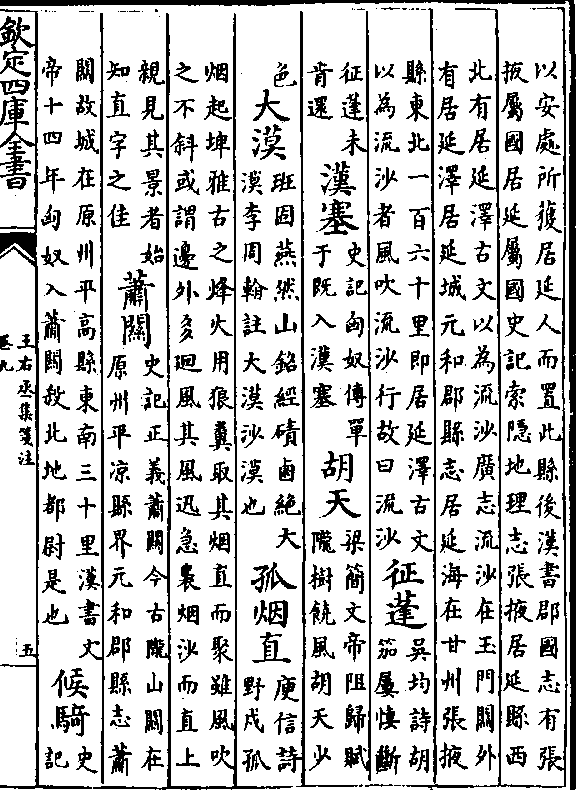 以安處所獲居延人而置此縣後漢書郡國志有張
掖屬國居延屬國史記索隱地理志張掖居延縣西
北有居延澤古文以為流沙廣志流沙在玉門關外
有居延澤居延城元和郡縣志居延海在甘州張掖
縣東北一百六十里即居延澤古文
以為流沙者風吹流沙行故曰流沙
征蓬
吳均詩胡
笳屢悽斷
征蓬未
肯還
漢塞
史記匈奴傳單
于既入漢塞
胡天
梁簡文帝阻歸賦
隴樹饒風胡天少
色
大漠
班固燕然山銘經磧鹵絶大
漠李周翰註大漠沙漠也
孤烟直
庾信詩
野戍孤
烟起埤雅古之烽火用狼糞取其烟直而聚雖風吹
之不斜或謂邊外多迴風其風迅急裊烟沙而直上
親見其景者始
知直字之佳
蕭關
史記正義蕭關今古隴山關在
原州平涼縣界元和郡縣志蕭
關故城在原州平高縣東南三十里漢書文
帝十四年匈奴入蕭關殺北地都尉是也
候騎
史
記
欽定四庫全書
王右丞集箋注
卷九
五